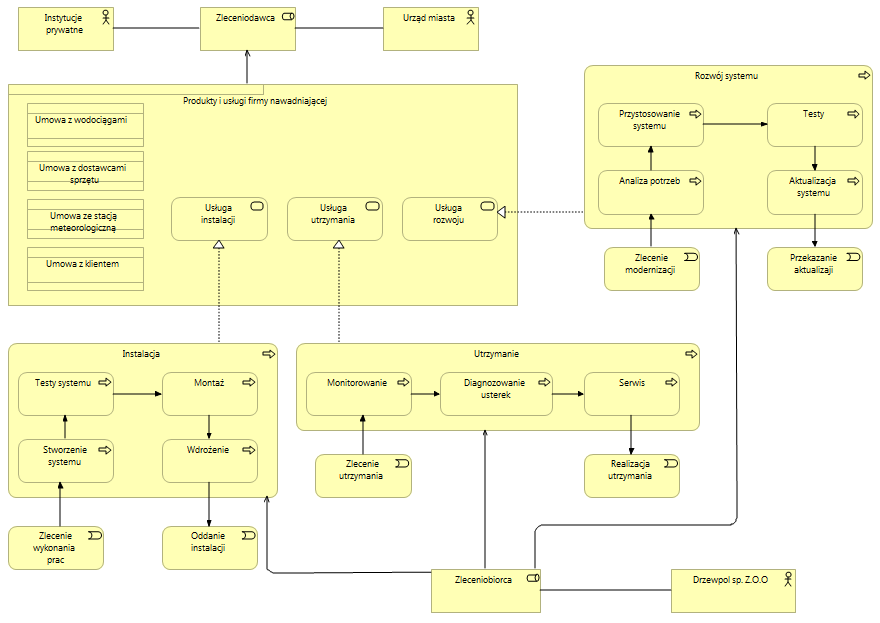 Instytucje
prywatne
Zleceniodawca
Urząd miasta
Produkty i usługi firmy nawadniającej
Umowa z wodociągami
Umowa z dostawcami
sprzętu
Umowa ze stacją
meteorologiczną
Umowa z klientem
Usługa
instalacji
Usługa
utrzymania
Usługa
rozwoju
Rozwój systemu
Przystosowanie
systemu
Testy
Analiza potrzeb
Aktualizacja
systemu
Zlecenie
modernizacji
Przekazanie
aktualizaji
Instalacja
Testy systemu
Montaż
Stworzenie
systemu
Wdrożenie
Zlecenie
wykonania
prac
Oddanie
instalacji
Utrzymanie
Monitorowanie
Diagnozowanie
usterek
Serwis
Zlecenie
utrzymania
Realizacja
utrzymania
Zleceniobiorca
Drzewpol sp. Z.O.O